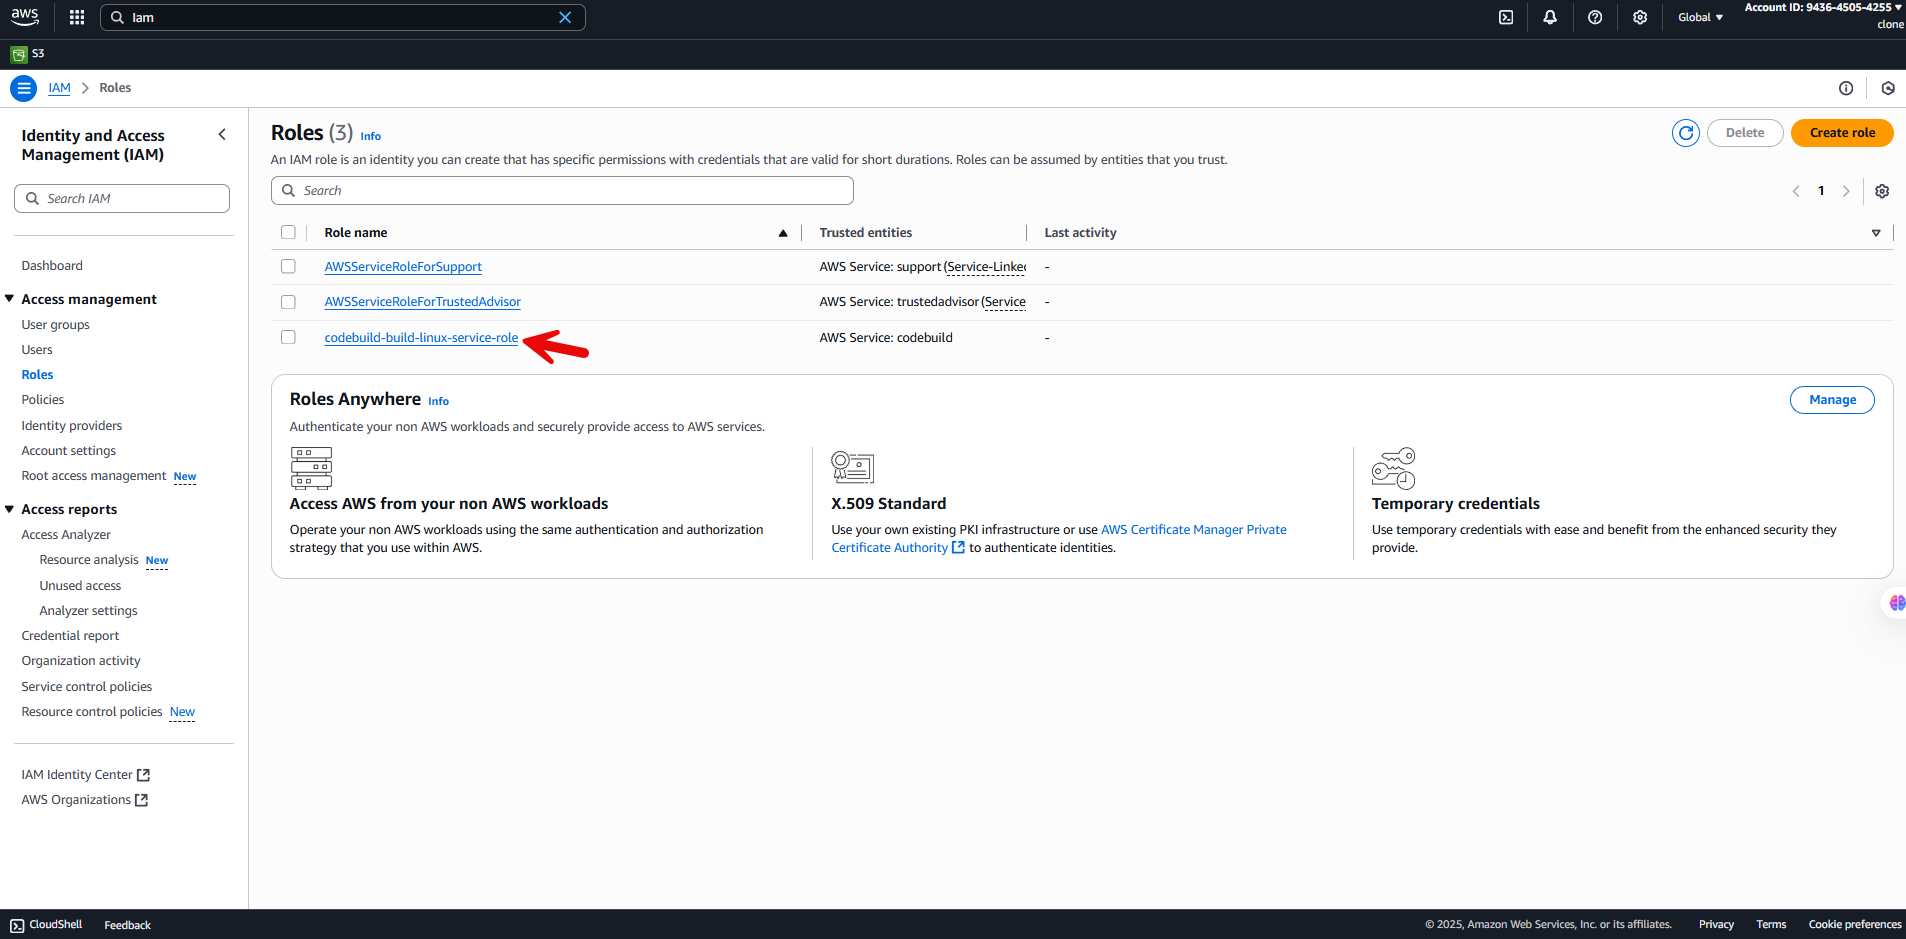 aws
Iam
Global
Account ID: 9436-4505-4255
clone
S3
IAM
Roles
Identity and Access
Management (IAM)
Search IAM
Dashboard
Access management
User groups
Users
Roles
Policies
Identity providers
Account settings
Root access management New
Access reports
Access Analyzer
Resource analysis New
Unused access
Analyzer settings
Credential report
Organization activity
Service control policies
Resource control policies New
IAM Identity Center
AWS Organizations
Roles (3) Info
Delete
Create role
An IAM role is an identity you can create that has specific permissions with credentials that are valid for short durations. Roles can be assumed by entities that you trust.
Search
1
Role name Trusted entities Last activity
AWSServiceRoleForSupport AWS Service: support (Service-Linked -
AWSServiceRoleForTrustedAdvisor AWS Service: trustedadvisor (Service -
codebuild-build-linux-service-role AWS Service: codebuild -
Roles Anywhere Info
Manage
Authenticate your non AWS workloads and securely provide access to AWS services.
Access AWS from your non AWS workloads
Operate your non AWS workloads using the same authentication and authorization
strategy that you use within AWS.
X.509 Standard
Use your own existing PKI infrastructure or use AWS Certificate Manager Private
Certificate Authority to authenticate identities.
Temporary credentials
Use temporary credentials with ease and benefit from the enhanced security they
provide.
CloudShell Feedback
© 2025, Amazon Web Services, Inc. or its affiliates. Privacy Terms Cookie preferences